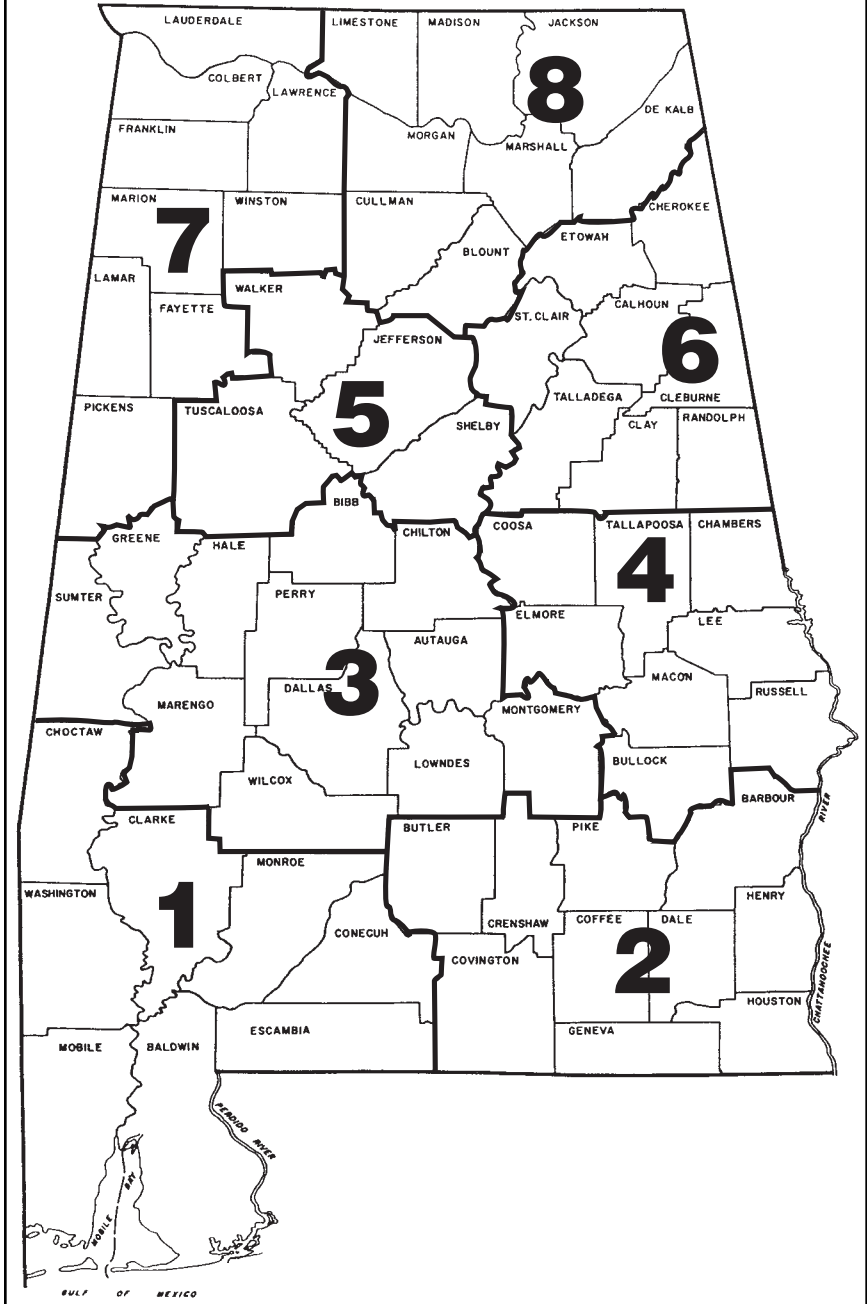 LAUDERDALE
LIMESTONE
MADISON
JACKSON
COLBERT
LAWRENCE
8
DE KALB
FRANKLIN
MORGAN
MARSHALL
MARION
WINSTON
CULLMAN
CHEROKEE
7
ETOWAH
BLOUNT
LAMAR
WALKER
FAYETTE
CALHOUN
ST. CLAIR
JEFFERSON
6
TALLADEGA
CLEBURNE
PICKENS
TUSCALOOSA
5
SHELBY
CLAY
RANDOLPH
BIBB
GREENE
HALE
CHILTON
COOSA
TALLAPOOSA
CHAMBERS
4
SUMTER
PERRY
ELMORE
LEE
AUTAUGA
DALLAS
3
MACON
RUSSELL
MARENGO
MONTGOMERY
CHOCTAW
LOWNDES
BULLOCK
WILCOX
BARBOUR
RIVER
CLARKE
BUTLER
PIKE
MONROE
WASHINGTON
1
HENRY
CRENSHAW
COFFEE
DALE
CONECUH
2
COVINGTON
CHATTAHOOCHEE
HOUSTON
ESCAMBIA
GENEVA
MOBILE
BALDWIN
PERDIDO RIVER
MOBILE BAY
GULF OF MEXICO